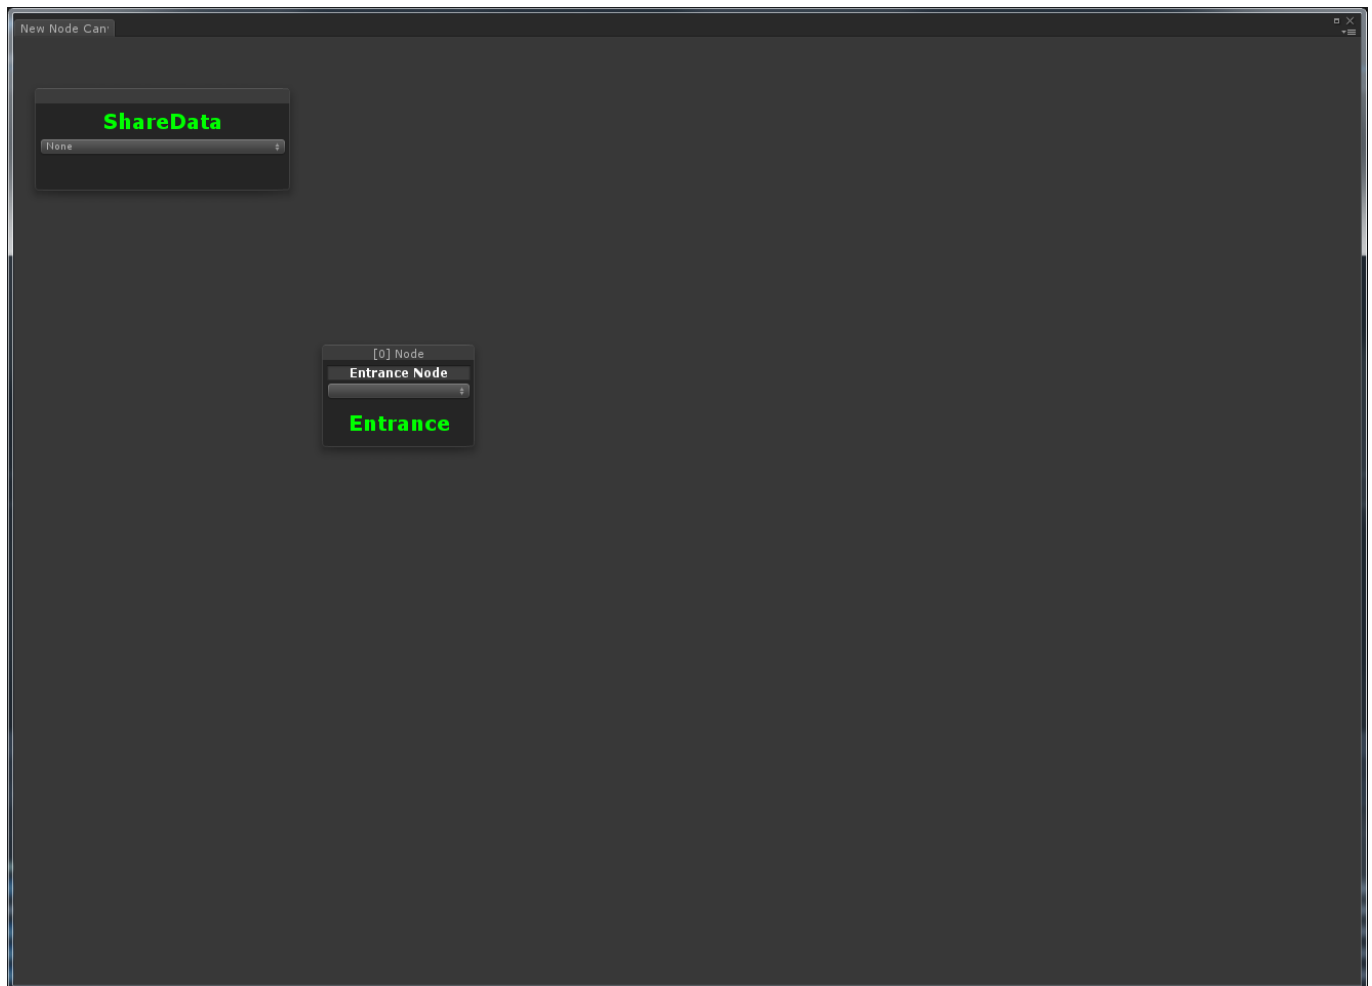 New Node Can
ShareData
None
[0] Node
Entrance Node
Entrance